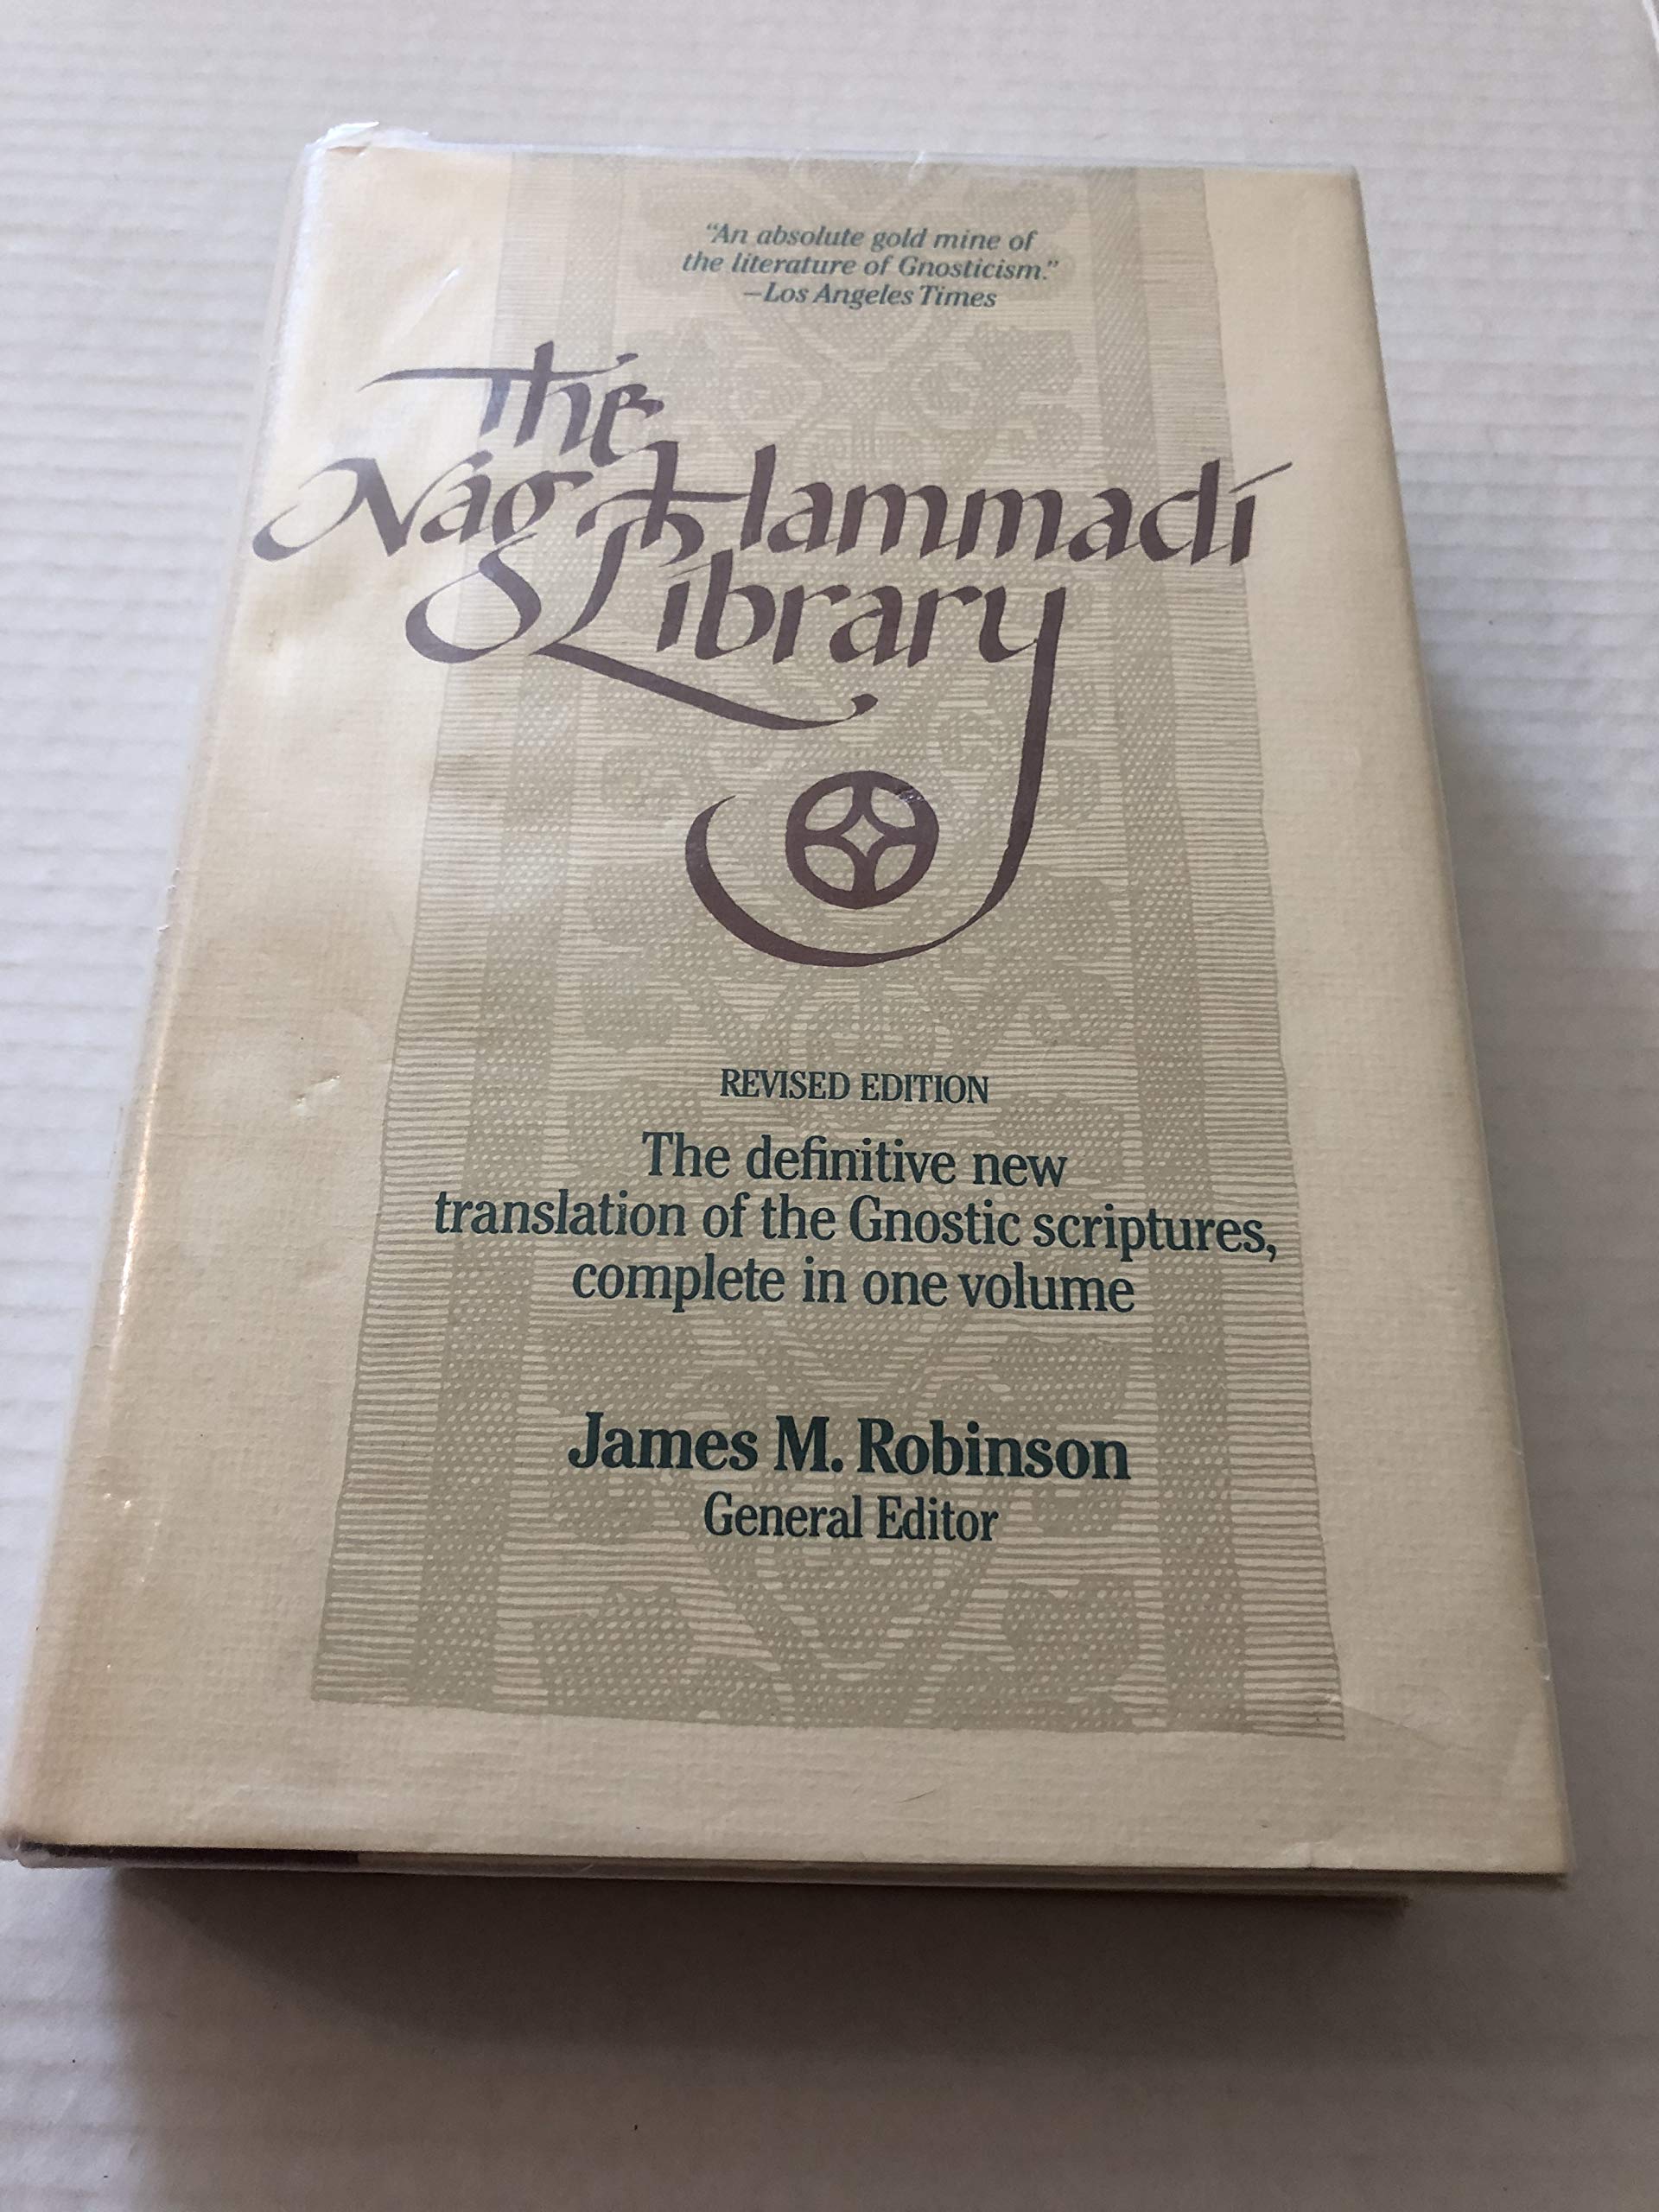 “An absolute gold mine of
the literature of Gnosticism.”
—Los Angeles Times
The
Nag Hammadi
Library
REVISED EDITION
The definitive new
translation of the Gnostic scriptures,
complete in one volume
James M. Robinson
General Editor